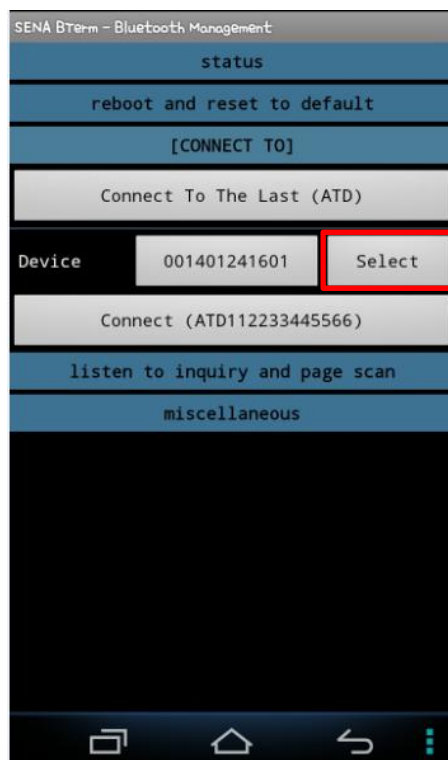 SENA BTerm - Bluetooth Management
status
reboot and reset to default
[CONNECT TO]
Connect To The Last (ATD)
Device 001401241601 Select
Connect (ATD112233445566)
listen to inquiry and page scan
miscellaneous